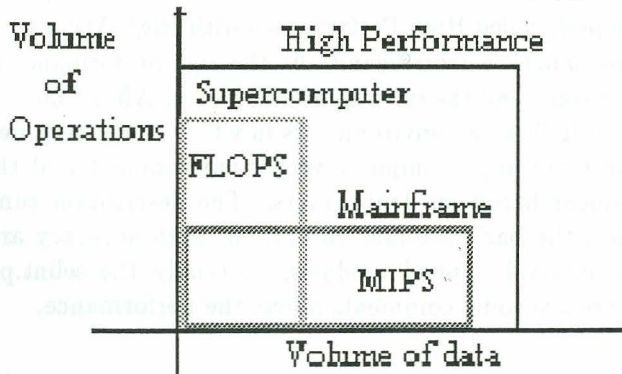 Volume
of
Operations
High Performance
Supercomputer
FLOPS
Mainframe
MIPS
Volume of data